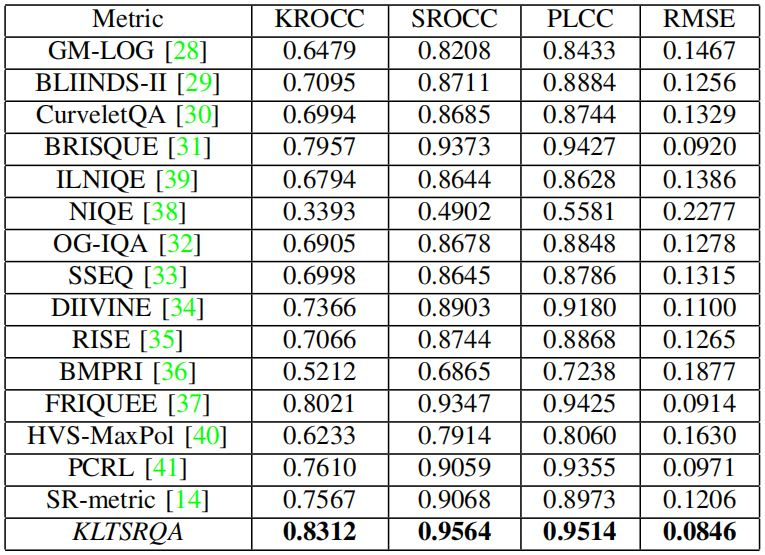 Metric KROCC SROCC PLCC RMSE
GM-LOG [28] 0.6479 0.8208 0.8433 0.1467
BLIINDS-II [29] 0.7095 0.8711 0.8884 0.1256
CurveletQA [30] 0.6994 0.8685 0.8744 0.1329
BRISQUE [31] 0.7957 0.9373 0.9427 0.0920
ILNIQE [39] 0.6794 0.8644 0.8628 0.1386
NIQE [38] 0.3393 0.4902 0.5581 0.2277
OG-IQA [32] 0.6905 0.8678 0.8848 0.1278
SSEQ [33] 0.6998 0.8645 0.8786 0.1315
DIIVINE [34] 0.7366 0.8903 0.9180 0.1100
RISE [35] 0.7066 0.8744 0.8868 0.1265
BMPRI [36] 0.5212 0.6865 0.7238 0.1877
FRIQUEE [37] 0.8021 0.9347 0.9425 0.0914
HVS-MaxPol [40] 0.6233 0.7914 0.8060 0.1630
PCRL [41] 0.7610 0.9059 0.9355 0.0971
SR-metric [14] 0.7567 0.9068 0.8973 0.1206
KLTSRQA 0.8312 0.9564 0.9514 0.0846